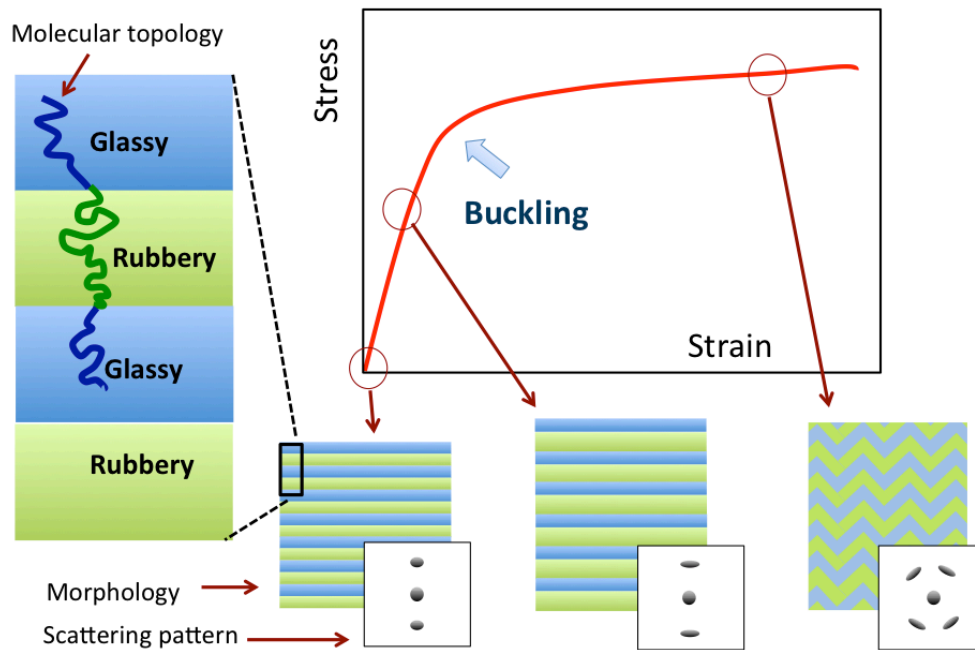 Molecular topology
Glassy
Rubbery
Glassy
Rubbery
Stress
Buckling
Strain
Morphology
Scattering pattern